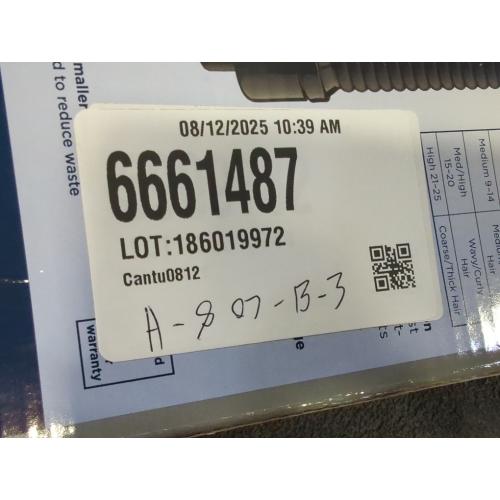 maller
d to reduce waste
08/12/2025 10:39 AM
6661487
LOT:186019972
Cantu0812
A-807-B-3
Medium 9-14
Med/High
15-20
High 21-25
Hair
Wavy/Curly
Hair
Coarse/Thick Hair
warranty